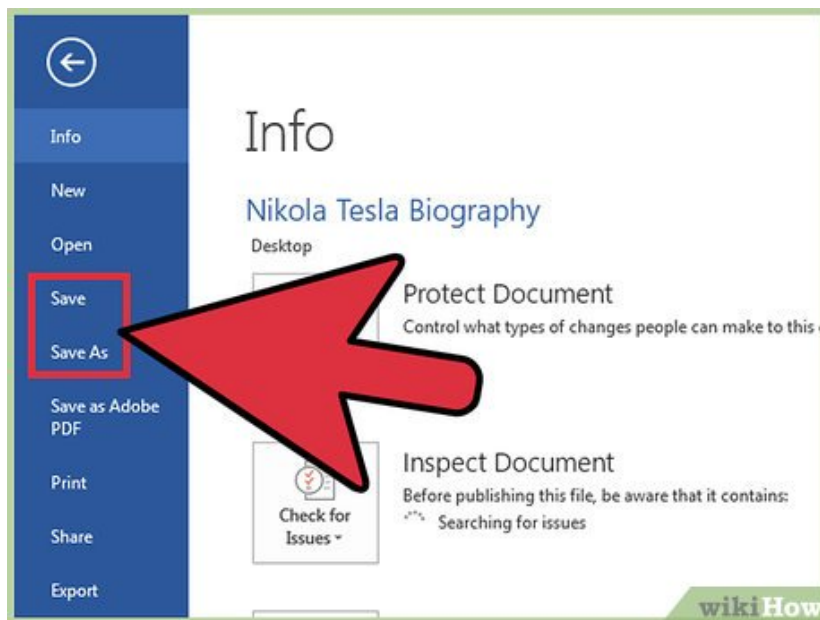 Info
New
Open
Save
Save As
Save as Adobe
PDF
Print
Share
Export
Info
Nikola Tesla Biography
Desktop
Protect Document
Control what types of changes people can make to this
Inspect Document
Before publishing this file, be aware that it contains:
Searching for issues
Check for
Issues
wikiHow